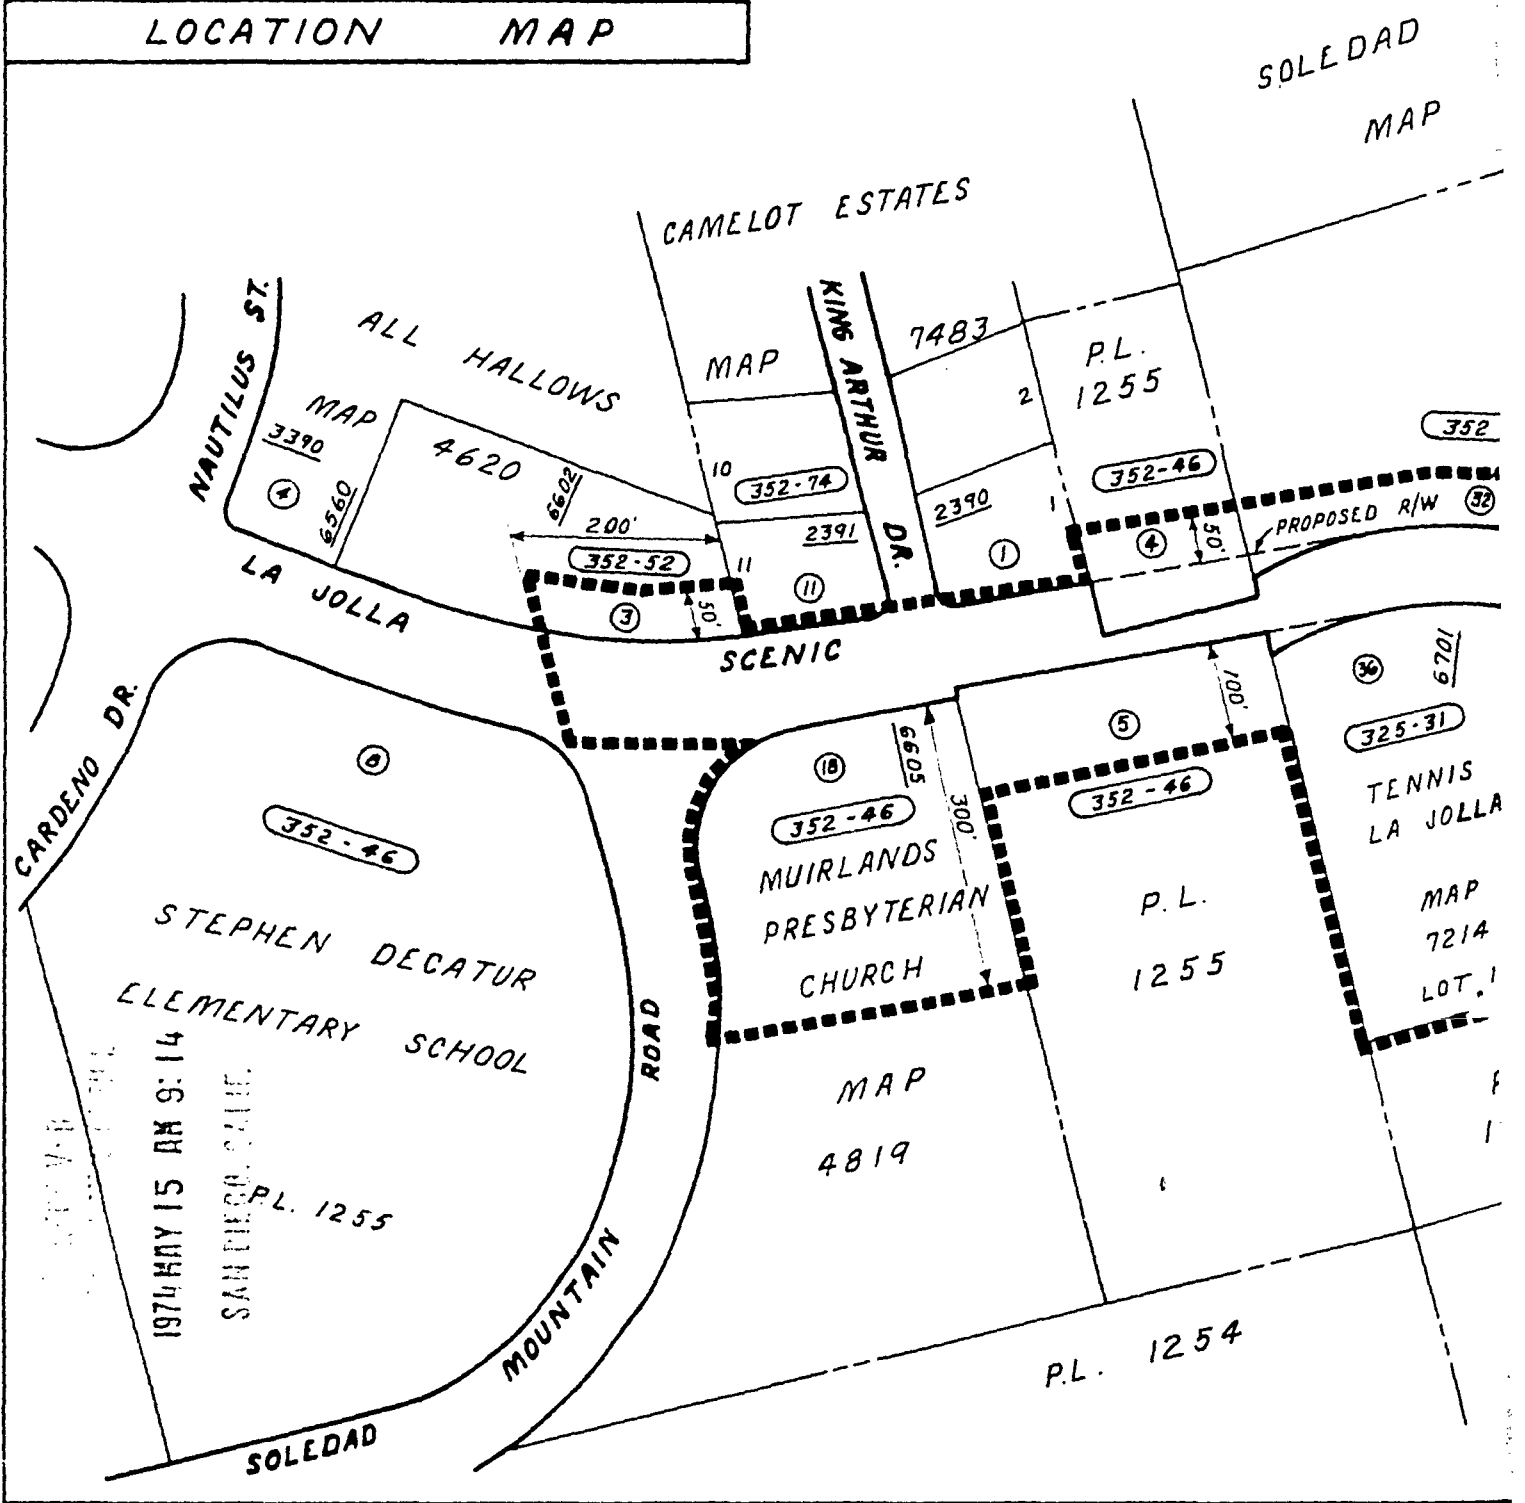 LOCATION MAP
SOLEDAD
MAP
CAMELOT ESTATES
NAUTILUS ST.
ALL HALLOWS
MAP
3390
4
6560
4620
6602
200'
352-52
3
50'
MAP
7483
10
352-74
2391
11
11
KING ARTHUR DR.
2
2390
1
1
P.L.
1255
352-46
4
50'
PROPOSED R/W
352
32
LA JOLLA
SCENIC
CARDENO DR.
8
352-46
STEPHEN DECATUR
ELEMENTARY SCHOOL
P.L. 1255
1974 MAY 15 AM 9:14
SAN DIEGO, CALIF.
18
6605
352-46
300'
MUIRLANDS
PRESBYTERIAN
CHURCH
MAP
4819
5
100'
352-46
P.L.
1255
36
6701
325-31
TENNIS
LA JOLLA
MAP
7214
LOT. 1
SOLEDAD
MOUNTAIN
ROAD
P.L. 1254